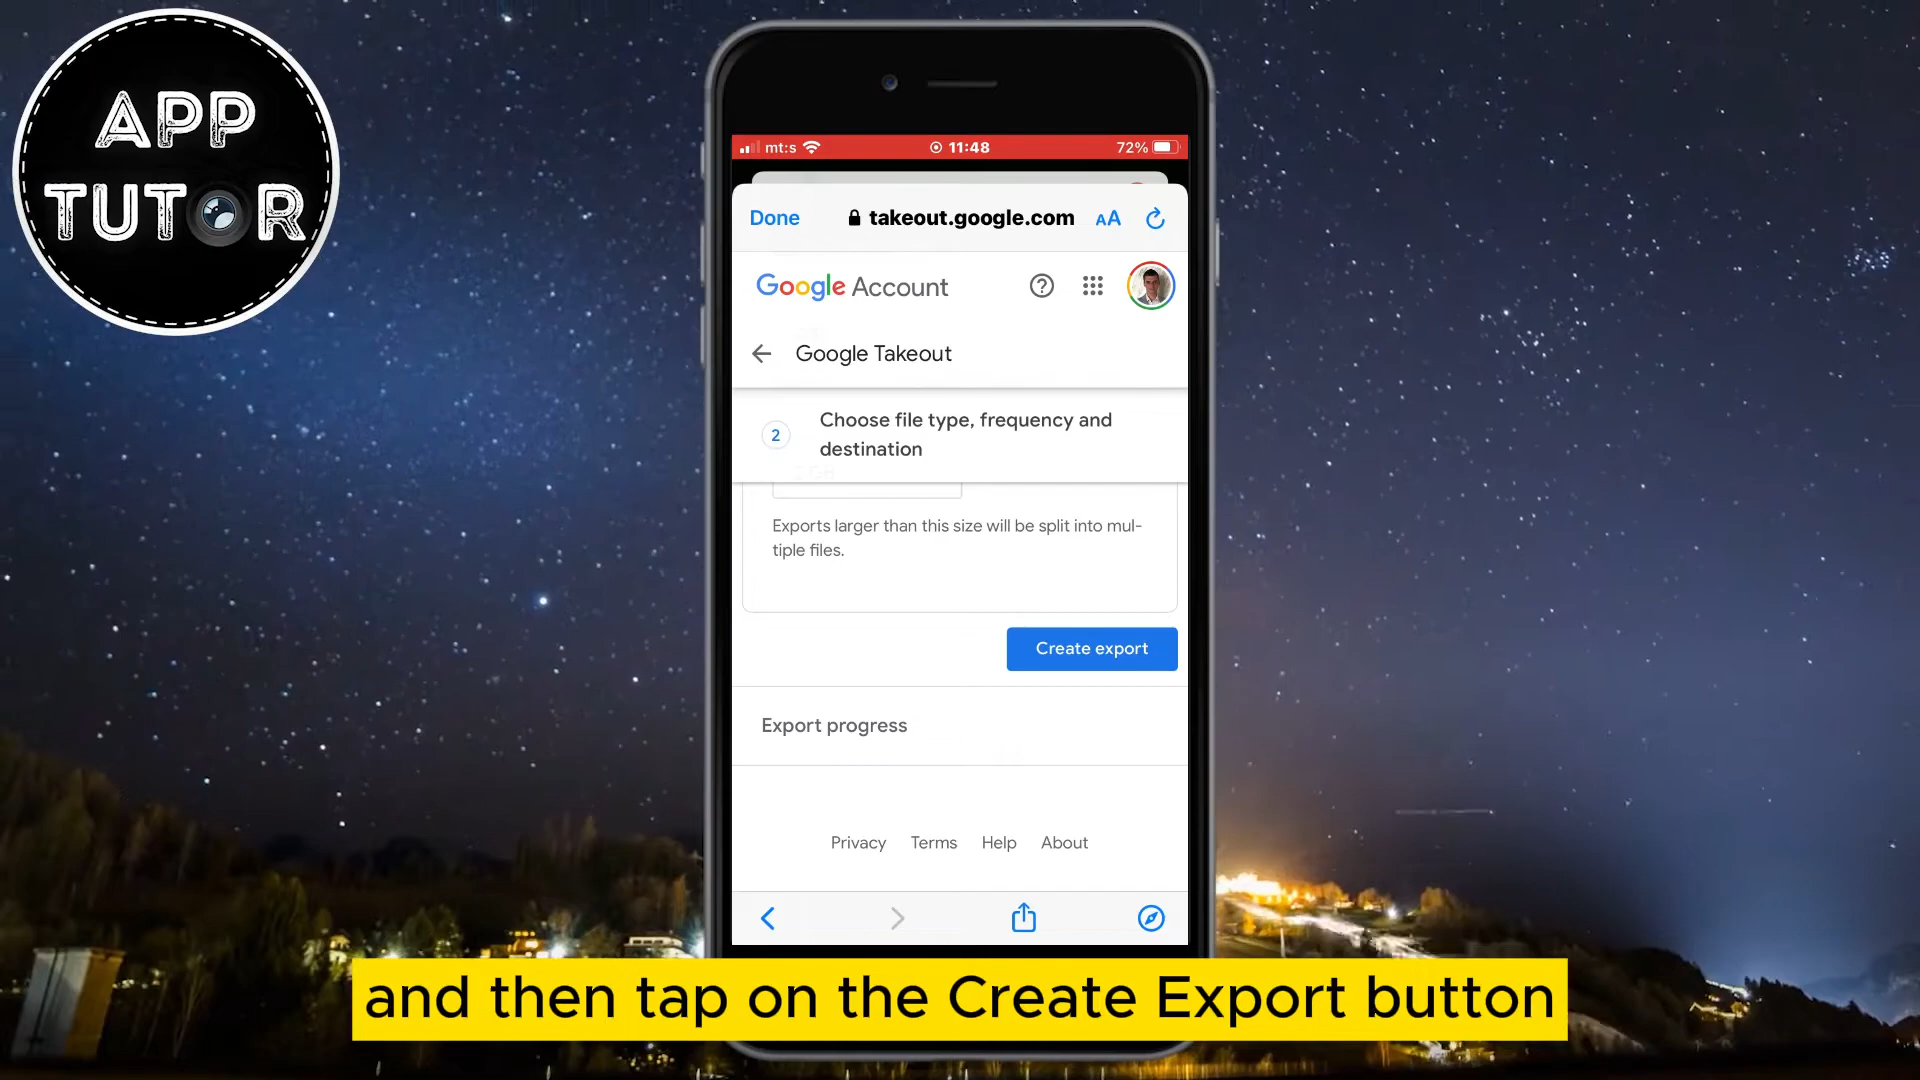 APP
TUTOR
mt:s 11:48 72%
Done takeout.google.com AA
Google Account
Google Takeout
2 Choose file type, frequency and
destination
Exports larger than this size will be split into mul-
tiple files.
Create export
Export progress
Privacy Terms Help About
and then tap on the Create Export button